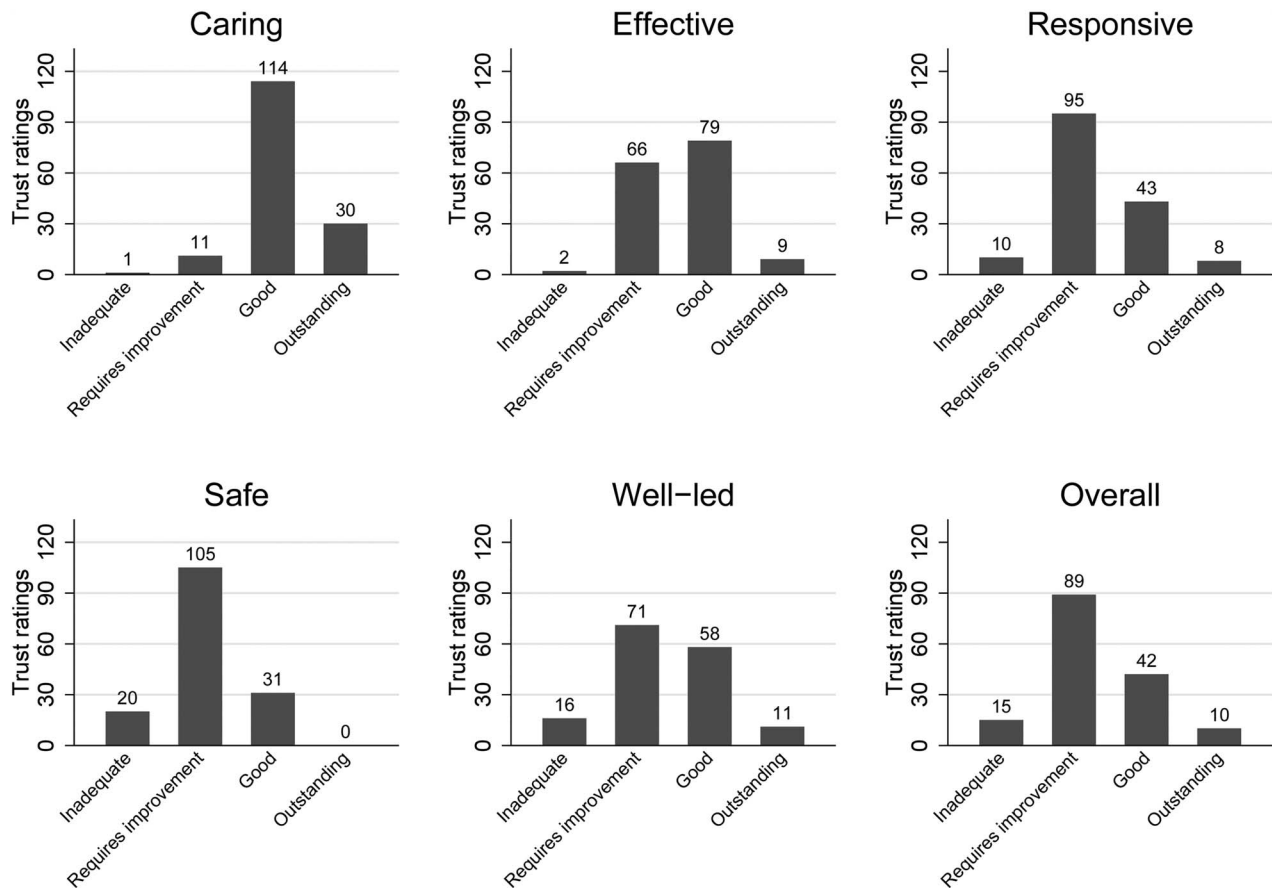 Caring
Trust ratings
120
90
60
30
0
1
11
114
30
Inadequate
Requires improvement
Good
Outstanding
Effective
Trust ratings
120
90
60
30
0
2
66
79
9
Inadequate
Requires improvement
Good
Outstanding
Responsive
Trust ratings
120
90
60
30
0
10
95
43
8
Inadequate
Requires improvement
Good
Outstanding
Safe
Trust ratings
120
90
60
30
0
20
105
31
0
Inadequate
Requires improvement
Good
Outstanding
Well−led
Trust ratings
120
90
60
30
0
16
71
58
11
Inadequate
Requires improvement
Good
Outstanding
Overall
Trust ratings
120
90
60
30
0
15
89
42
10
Inadequate
Requires improvement
Good
Outstanding